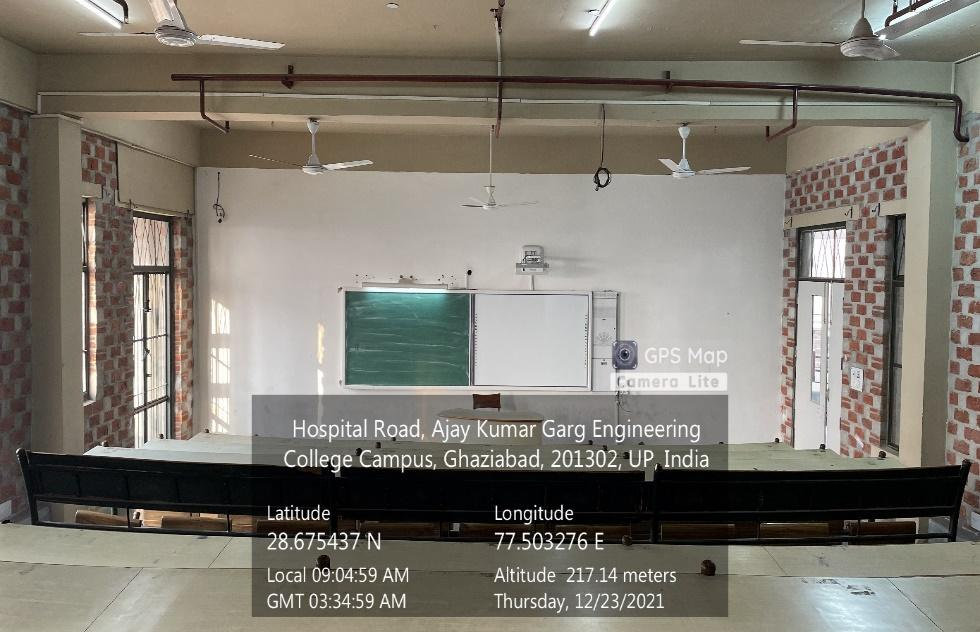 GPS Map
Camera Lite
Hospital Road, Ajay Kumar Garg Engineering
College Campus, Ghaziabad, 201302, UP, India
Latitude
28.675437 N
Longitude
77.503276 E
Local 09:04:59 AM
GMT 03:34:59 AM
Altitude 217.14 meters
Thursday, 12/23/2021